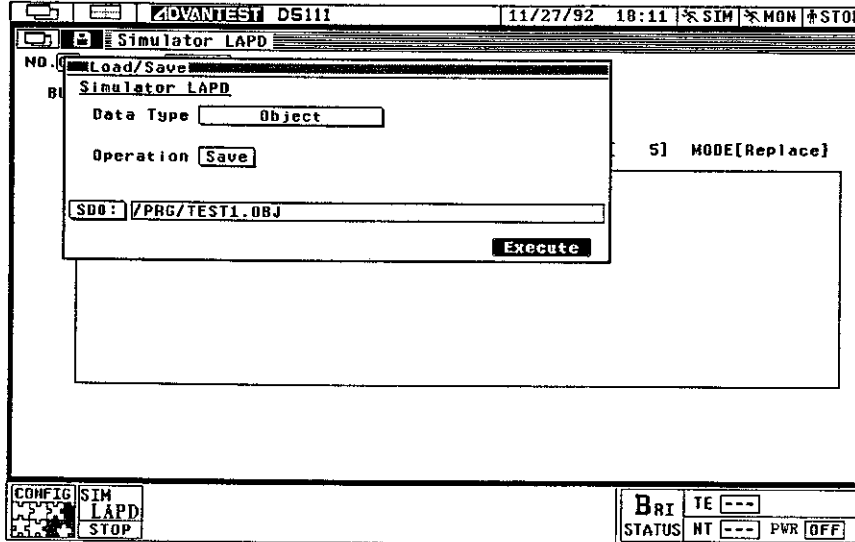 ADVANTEST D5111 11/27/92 18:11 SIM MON STO
Simulator LAPD
NO.
Load/Save
Simulator LAPD
Data Type Object
Operation Save
5] MODE[Replace]
SD0: /PRG/TEST1.OBJ
Execute
CONFIG SIM LAPD STOP
BRI STATUS TE --- NT --- PWR OFF